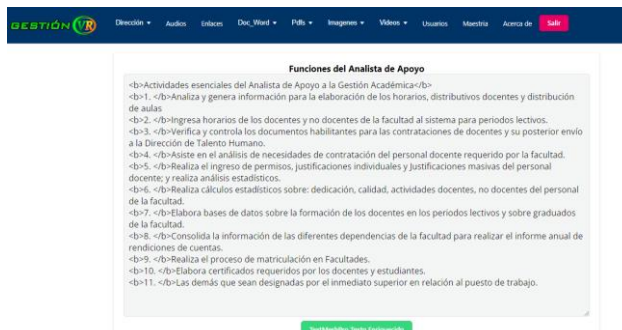 GESTIÓN VR
Dirección Audios Enlaces Doc_Word Pdfs Imagenes Videos Usuarios Maestria Acerca de Salir
Funciones del Analista de Apoyo
<b>Actividades esenciales del Analista de Apoyo a la Gestión Académica</b>
<b>1. </b>Analiza y genera información para la elaboración de los horarios, distributivos docentes y distribución
de aulas
<b>2. </b>Ingresa horarios de los docentes y no docentes de la facultad al sistema para periodos lectivos.
<b>3. </b>Verifica y controla los documentos habilitantes para las contrataciones de docentes y su posterior envío
a la Dirección de Talento Humano.
<b>4. </b>Asiste en el análisis de necesidades de contratación del personal docente requerido por la facultad.
<b>5. </b>Realiza el ingreso de permisos, justificaciones individuales y Justificaciones masivas del personal
docente; y realiza análisis estadísticos.
<b>6. </b>Realiza cálculos estadísticos sobre: dedicación, calidad, actividades docentes, no docentes del personal
de la facultad.
<b>7. </b>Elabora bases de datos sobre la formación de los docentes en los periodos lectivos y sobre graduados
de la facultad.
<b>8. </b>Consolida la información de las diferentes dependencias de la facultad para realizar el informe anual de
rendiciones de cuentas.
<b>9. </b>Realiza el proceso de matriculación en Facultades.
<b>10. </b>Elabora certificados requeridos por los docentes y estudiantes.
<b>11. </b>Las demás que sean designadas por el inmediato superior en relación al puesto de trabajo.